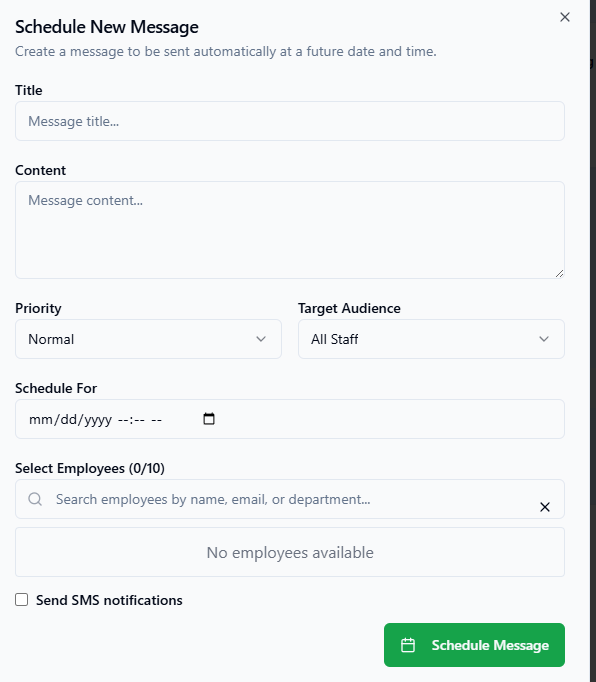 Schedule New Message
Create a message to be sent automatically at a future date and time.
Title
Message title...
Content
Message content...
Priority
Target Audience
Normal
All Staff
Schedule For
mm/dd/yyyy --:-- --
Select Employees (0/10)
Search employees by name, email, or department...
No employees available
Send SMS notifications
Schedule Message